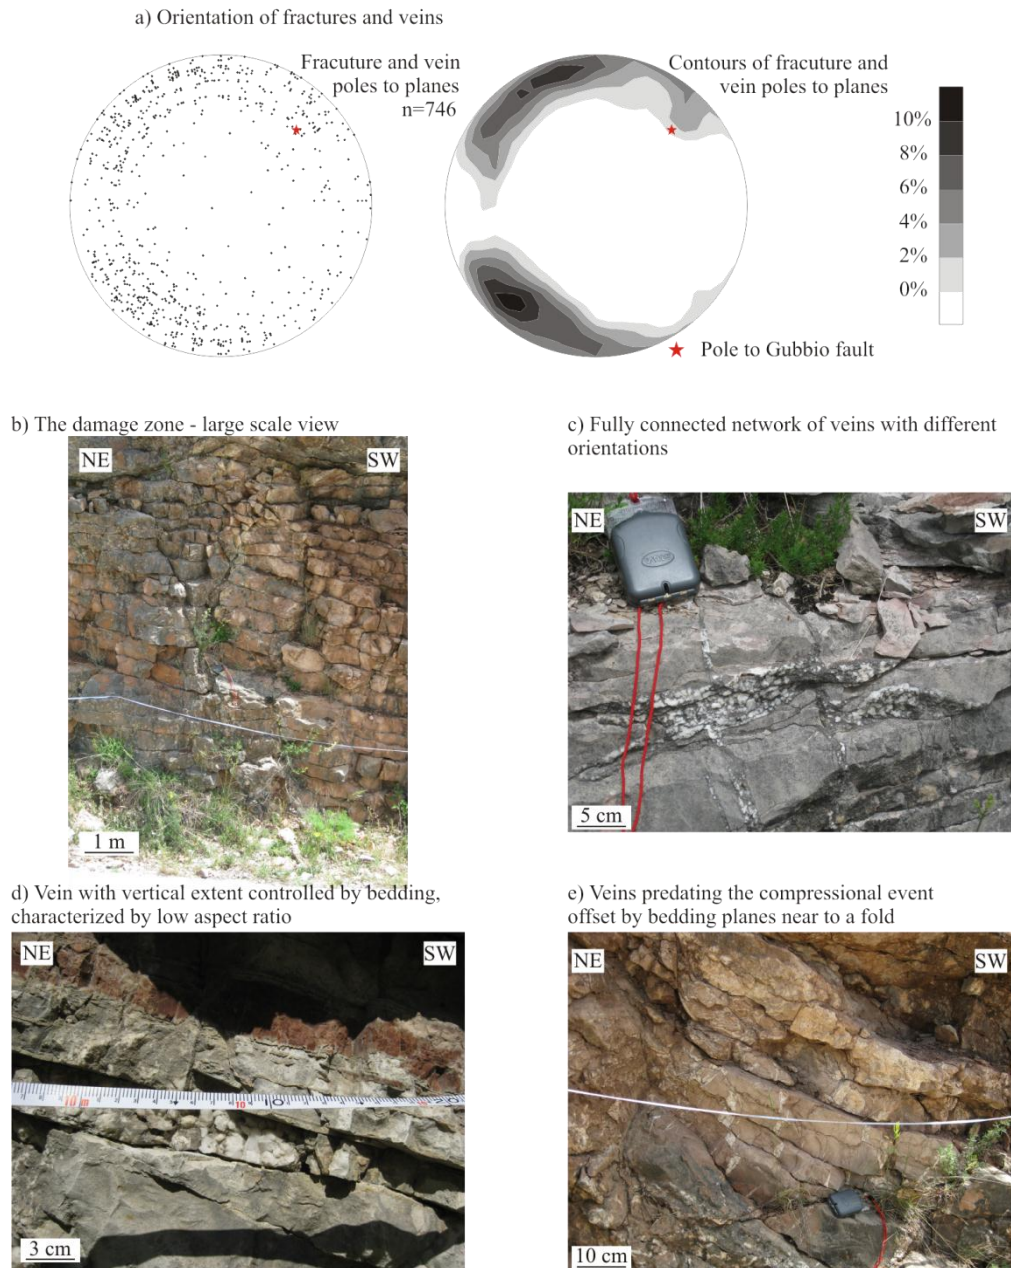 a) Orientation of fractures and veins
Fracuture and vein
poles to planes
n=746
Contours of fracuture and
vein poles to planes
10%
8%
6%
4%
2%
0%
Pole to Gubbio fault
b) The damage zone - large scale view
NE
SW
1 m
c) Fully connected network of veins with different
orientations
NE
SW
5 cm
d) Vein with vertical extent controlled by bedding,
characterized by low aspect ratio
NE
SW
10
3 cm
e) Veins predating the compressional event
offset by bedding planes near to a fold
NE
SW
10 cm